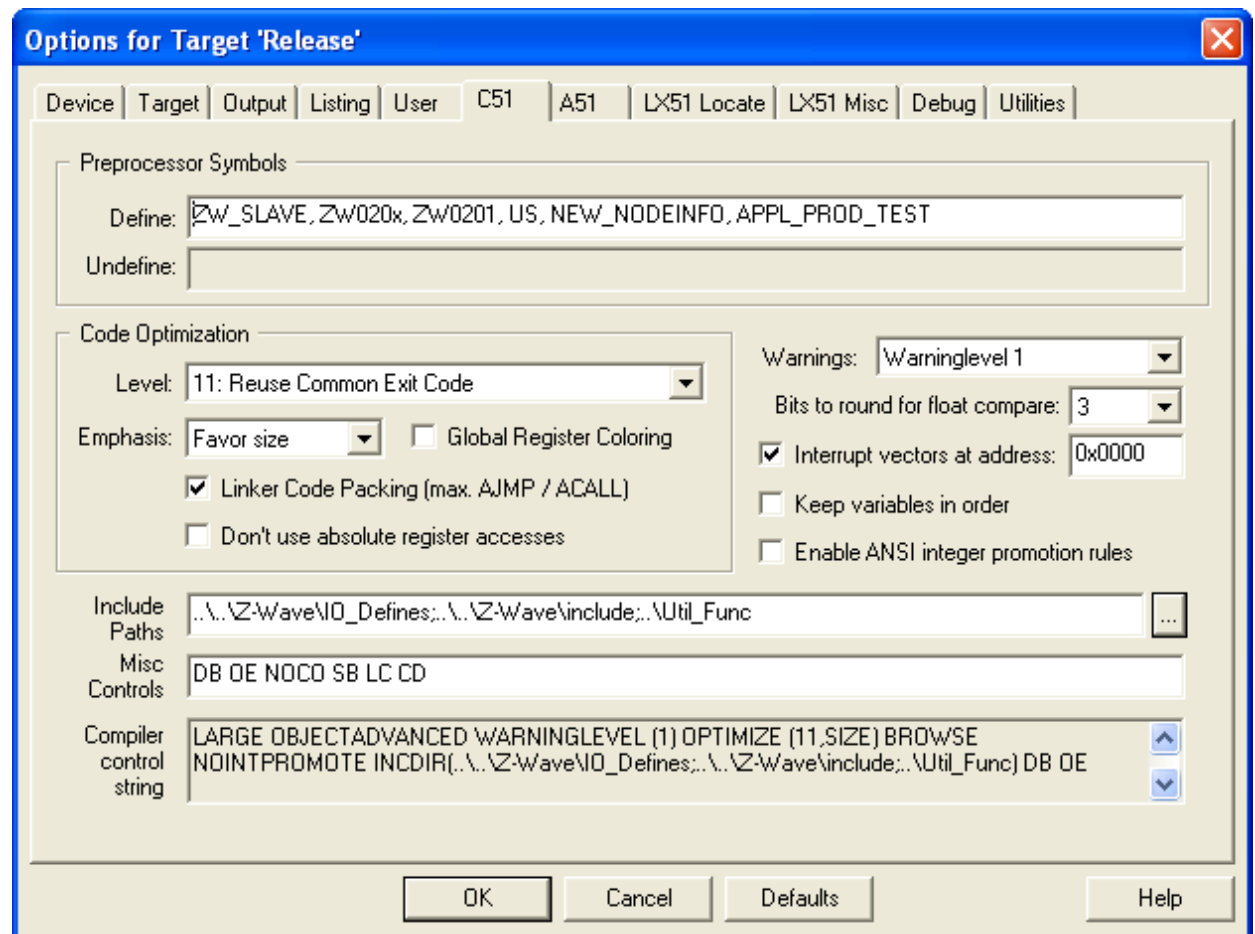 Options for Target 'Release'
Device Target Output Listing User C51 A51 LX51 Locate LX51 Misc Debug Utilities
Preprocessor Symbols
Define: ZW_SLAVE, ZW020x, ZW0201, US, NEW_NODEINFO, APPL_PROD_TEST
Undefine:
Code Optimization
Level: 11: Reuse Common Exit Code
Emphasis: Favor size Global Register Coloring
Linker Code Packing (max. AJMP / ACALL)
Don't use absolute register accesses
Warnings: Warninglevel 1
Bits to round for float compare: 3
Interrupt vectors at address: 0x0000
Keep variables in order
Enable ANSI integer promotion rules
Include
Paths
..\..\Z-Wave\IO_Defines;..\..\Z-Wave\include;..\Util_Func
...
Misc
Controls
DB OE NOCO SB LC CD
Compiler
control
string
LARGE OBJECTADVANCED WARNINGLEVEL (1) OPTIMIZE (11,SIZE) BROWSE
NOINTPROMOTE INCDIR(..\..\Z-Wave\IO_Defines;..\..\Z-Wave\include;..\Util_Func) DB OE
OK Cancel Defaults Help